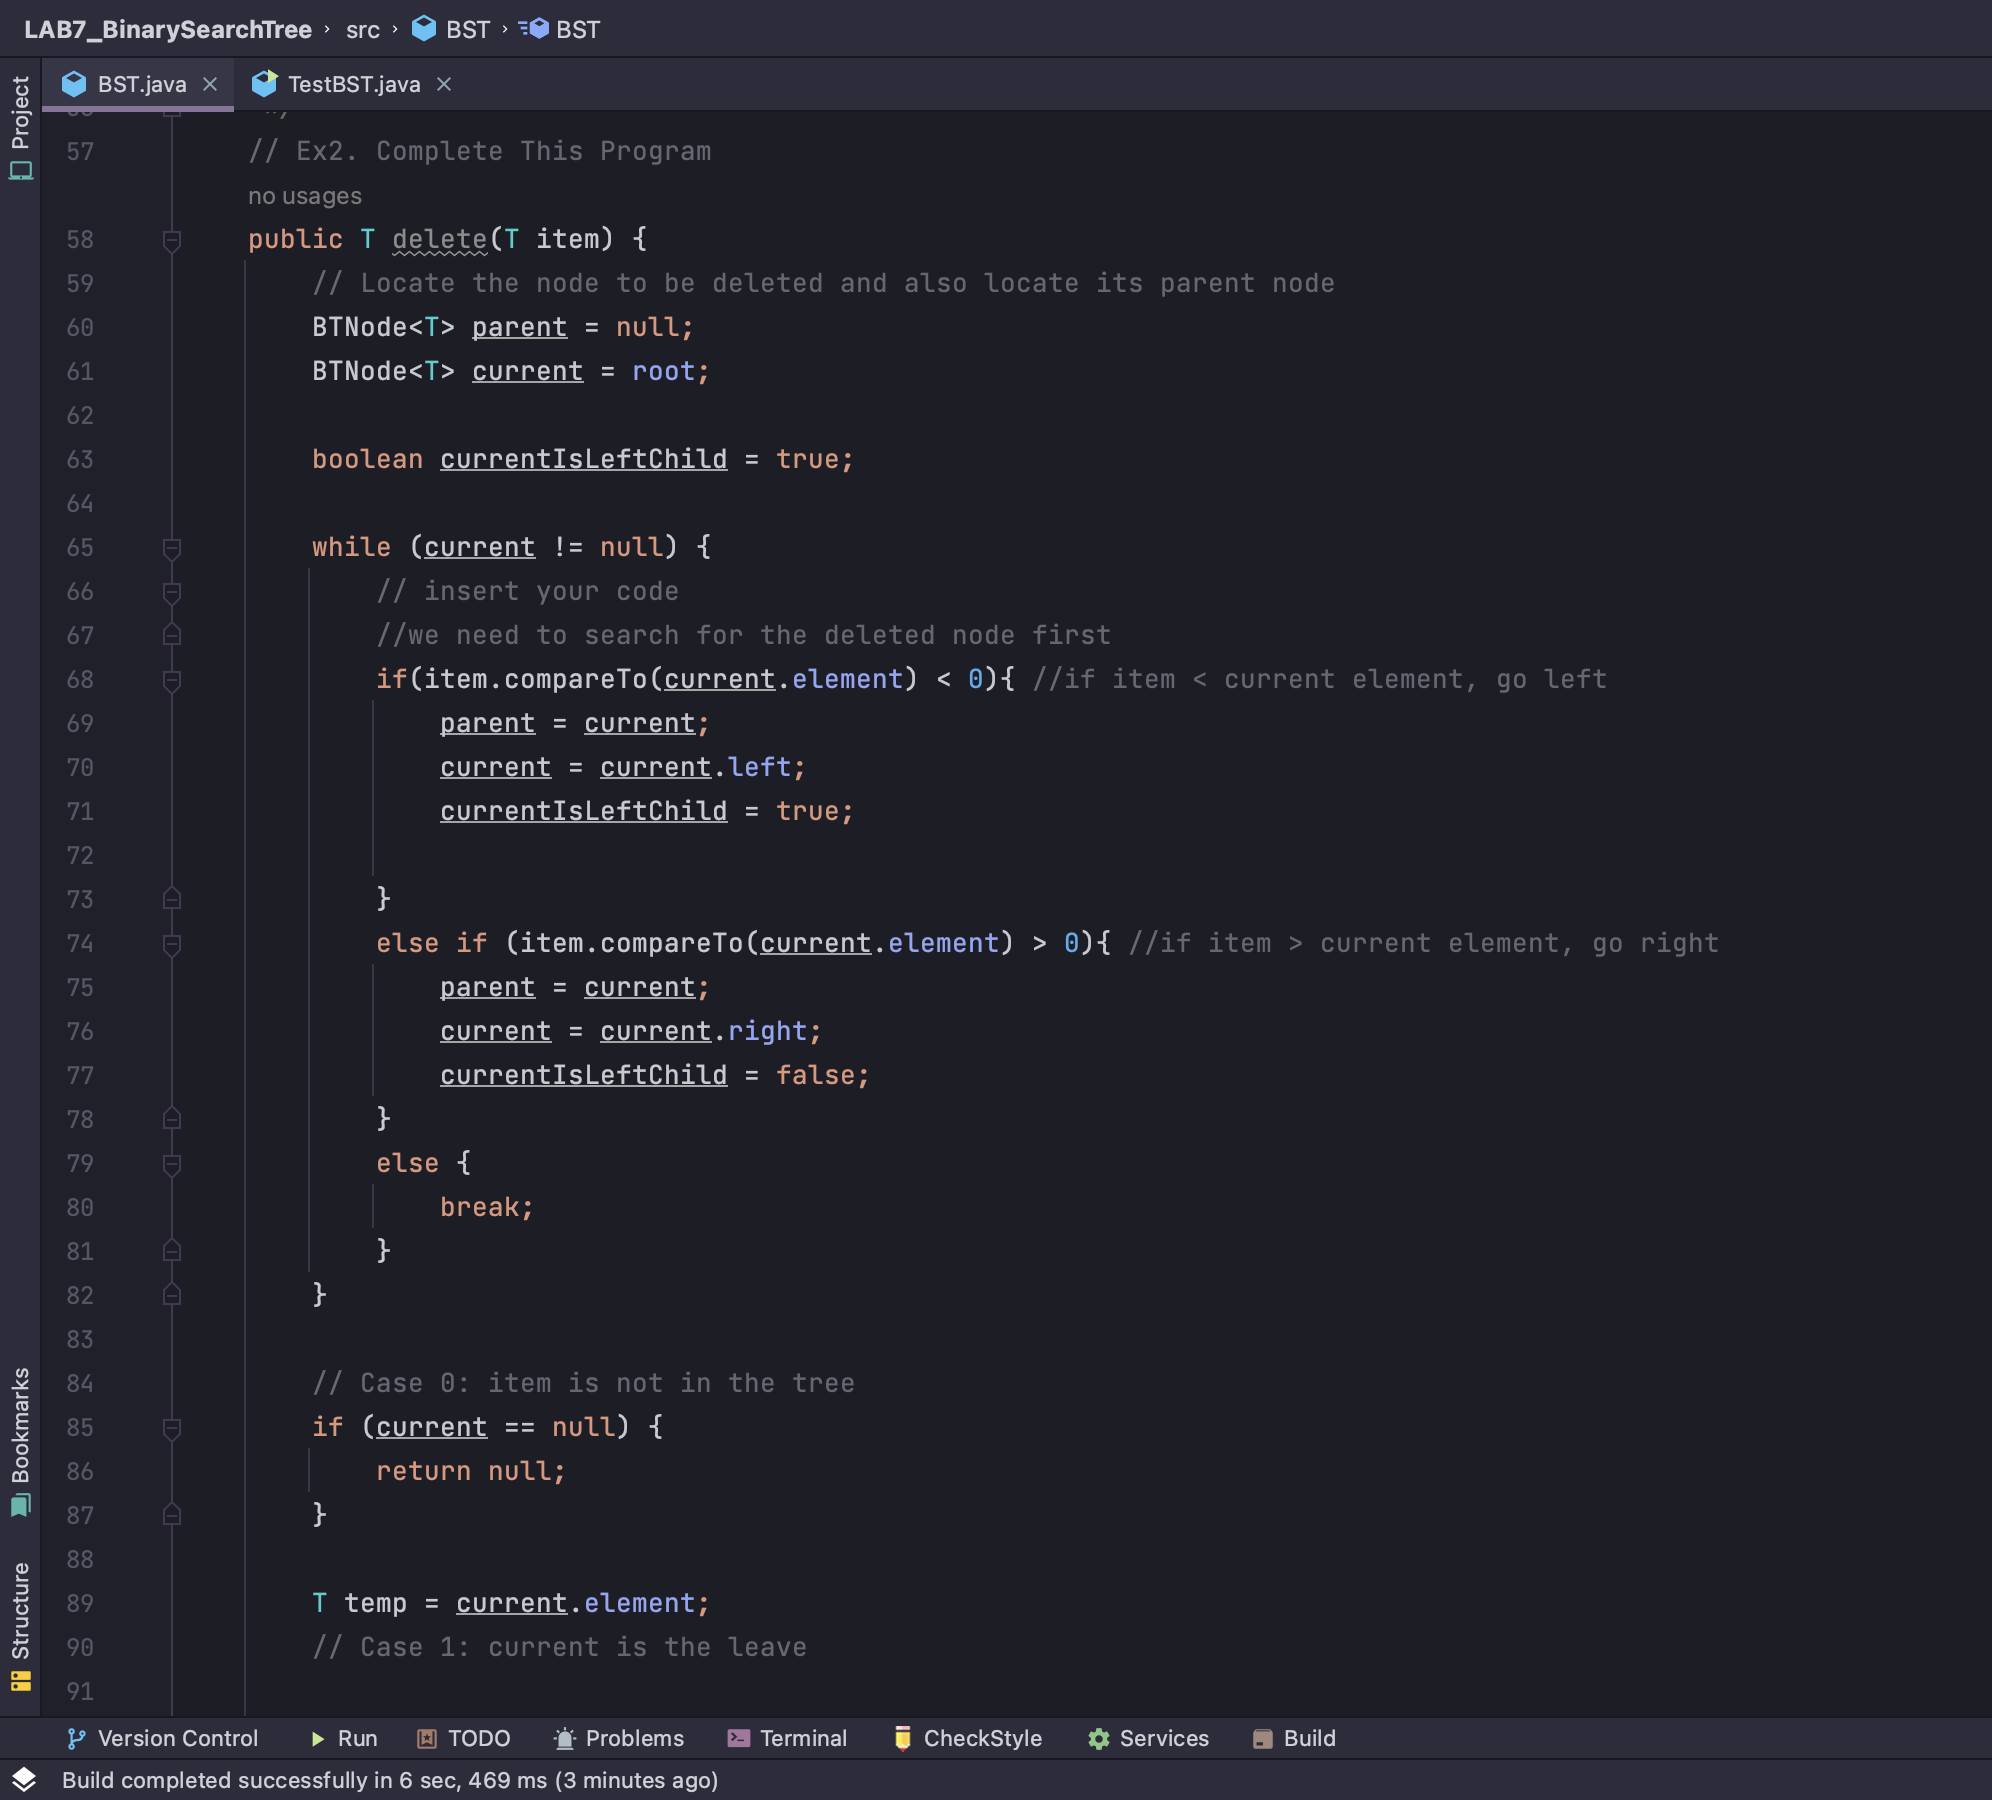 LAB7_BinarySearchTree › src › BST › BST
Project
BST.java × TestBST.java ×
57 // Ex2. Complete This Program
no usages
58 public T delete(T item) {
59 // Locate the node to be deleted and also locate its parent node
60 BTNode<T> parent = null;
61 BTNode<T> current = root;
62
63 boolean currentIsLeftChild = true;
64
65 while (current != null) {
66 // insert your code
67 //we need to search for the deleted node first
68 if(item.compareTo(current.element) < 0){ //if item < current element, go left
69 parent = current;
70 current = current.left;
71 currentIsLeftChild = true;
72
73 }
74 else if (item.compareTo(current.element) > 0){ //if item > current element, go right
75 parent = current;
76 current = current.right;
77 currentIsLeftChild = false;
78 }
79 else {
80 break;
81 }
82 }
83
84 // Case 0: item is not in the tree
85 if (current == null) {
86 return null;
87 }
88
89 T temp = current.element;
90 // Case 1: current is the leave
91
Bookmarks
Structure
Version Control Run TODO Problems Terminal CheckStyle Services Build
Build completed successfully in 6 sec, 469 ms (3 minutes ago)